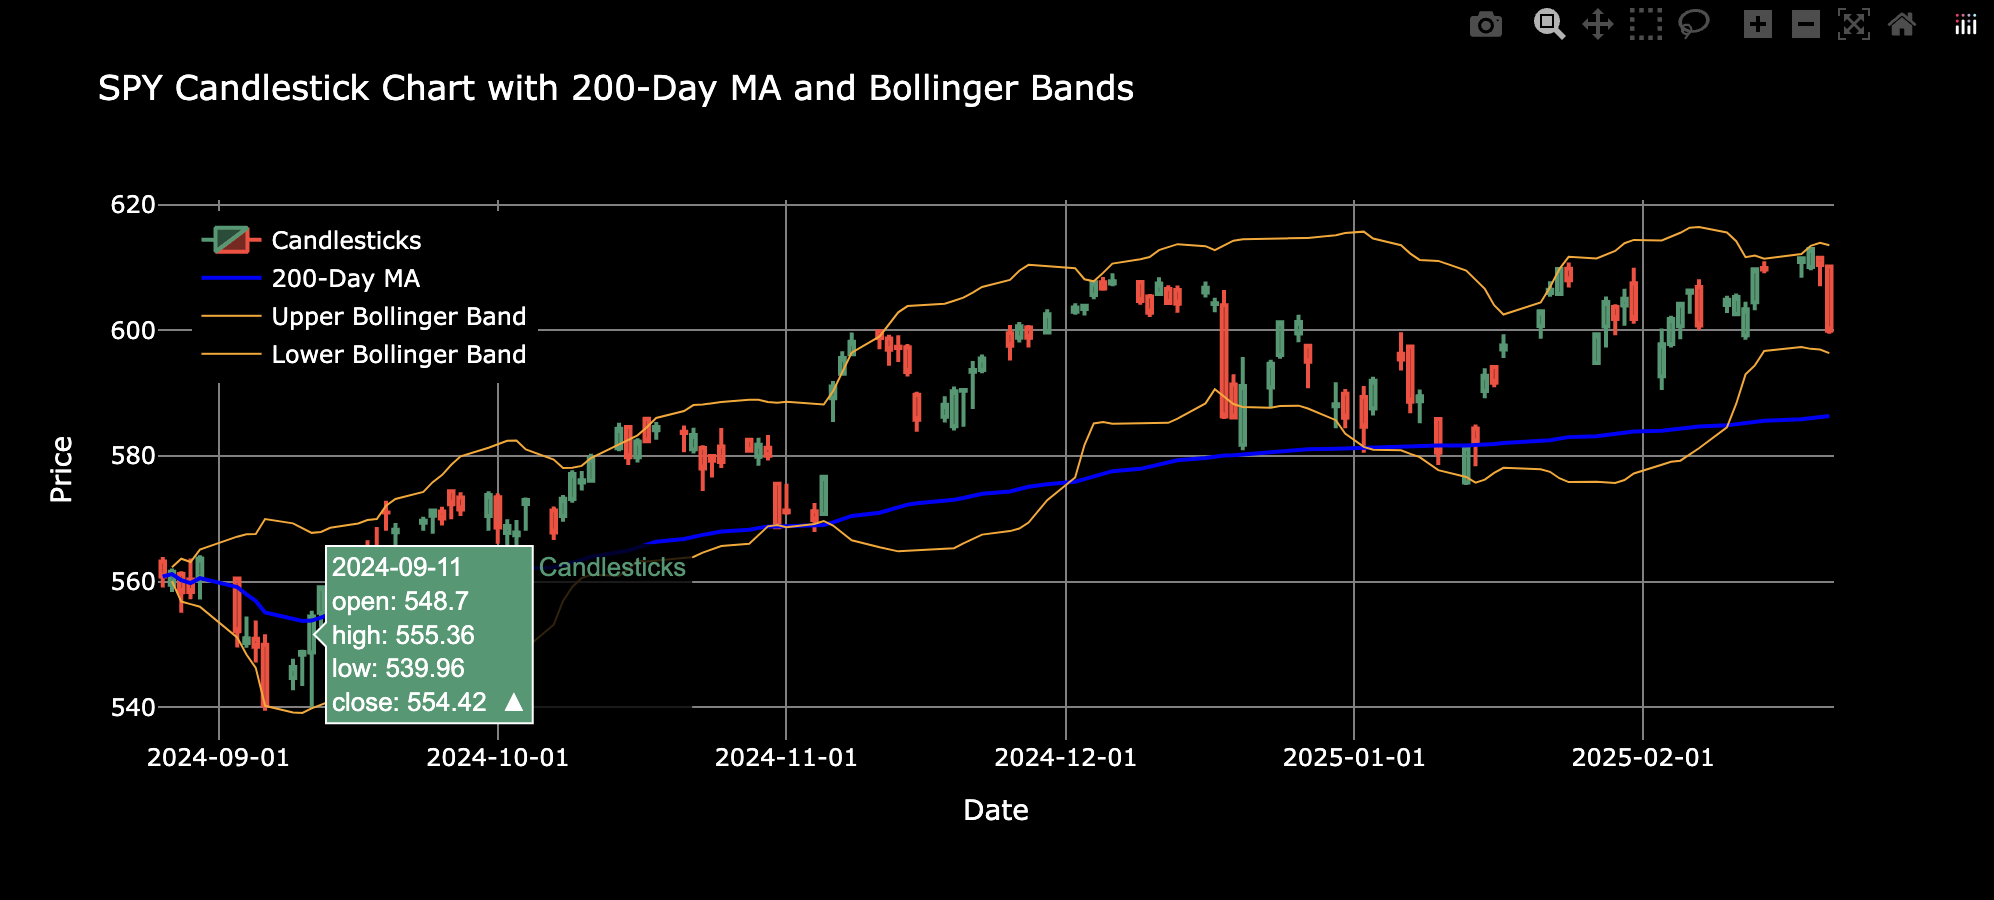 SPY Candlestick Chart with 200-Day MA and Bollinger Bands
620
600
580
560
540
Price
Candlesticks
200-Day MA
Upper Bollinger Band
Lower Bollinger Band
2024-09-11
open: 548.7
high: 555.36
low: 539.96
close: 554.42 ▲
Candlesticks
2024-09-01
2024-10-01
2024-11-01
2024-12-01
2025-01-01
2025-02-01
Date